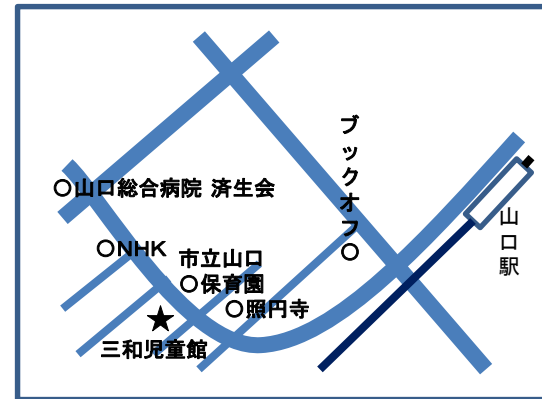 ブックオフ
○山口総合病院 済生会
山口駅
○NHK
市立山口
○保育園
○照円寺
★
三和児童館